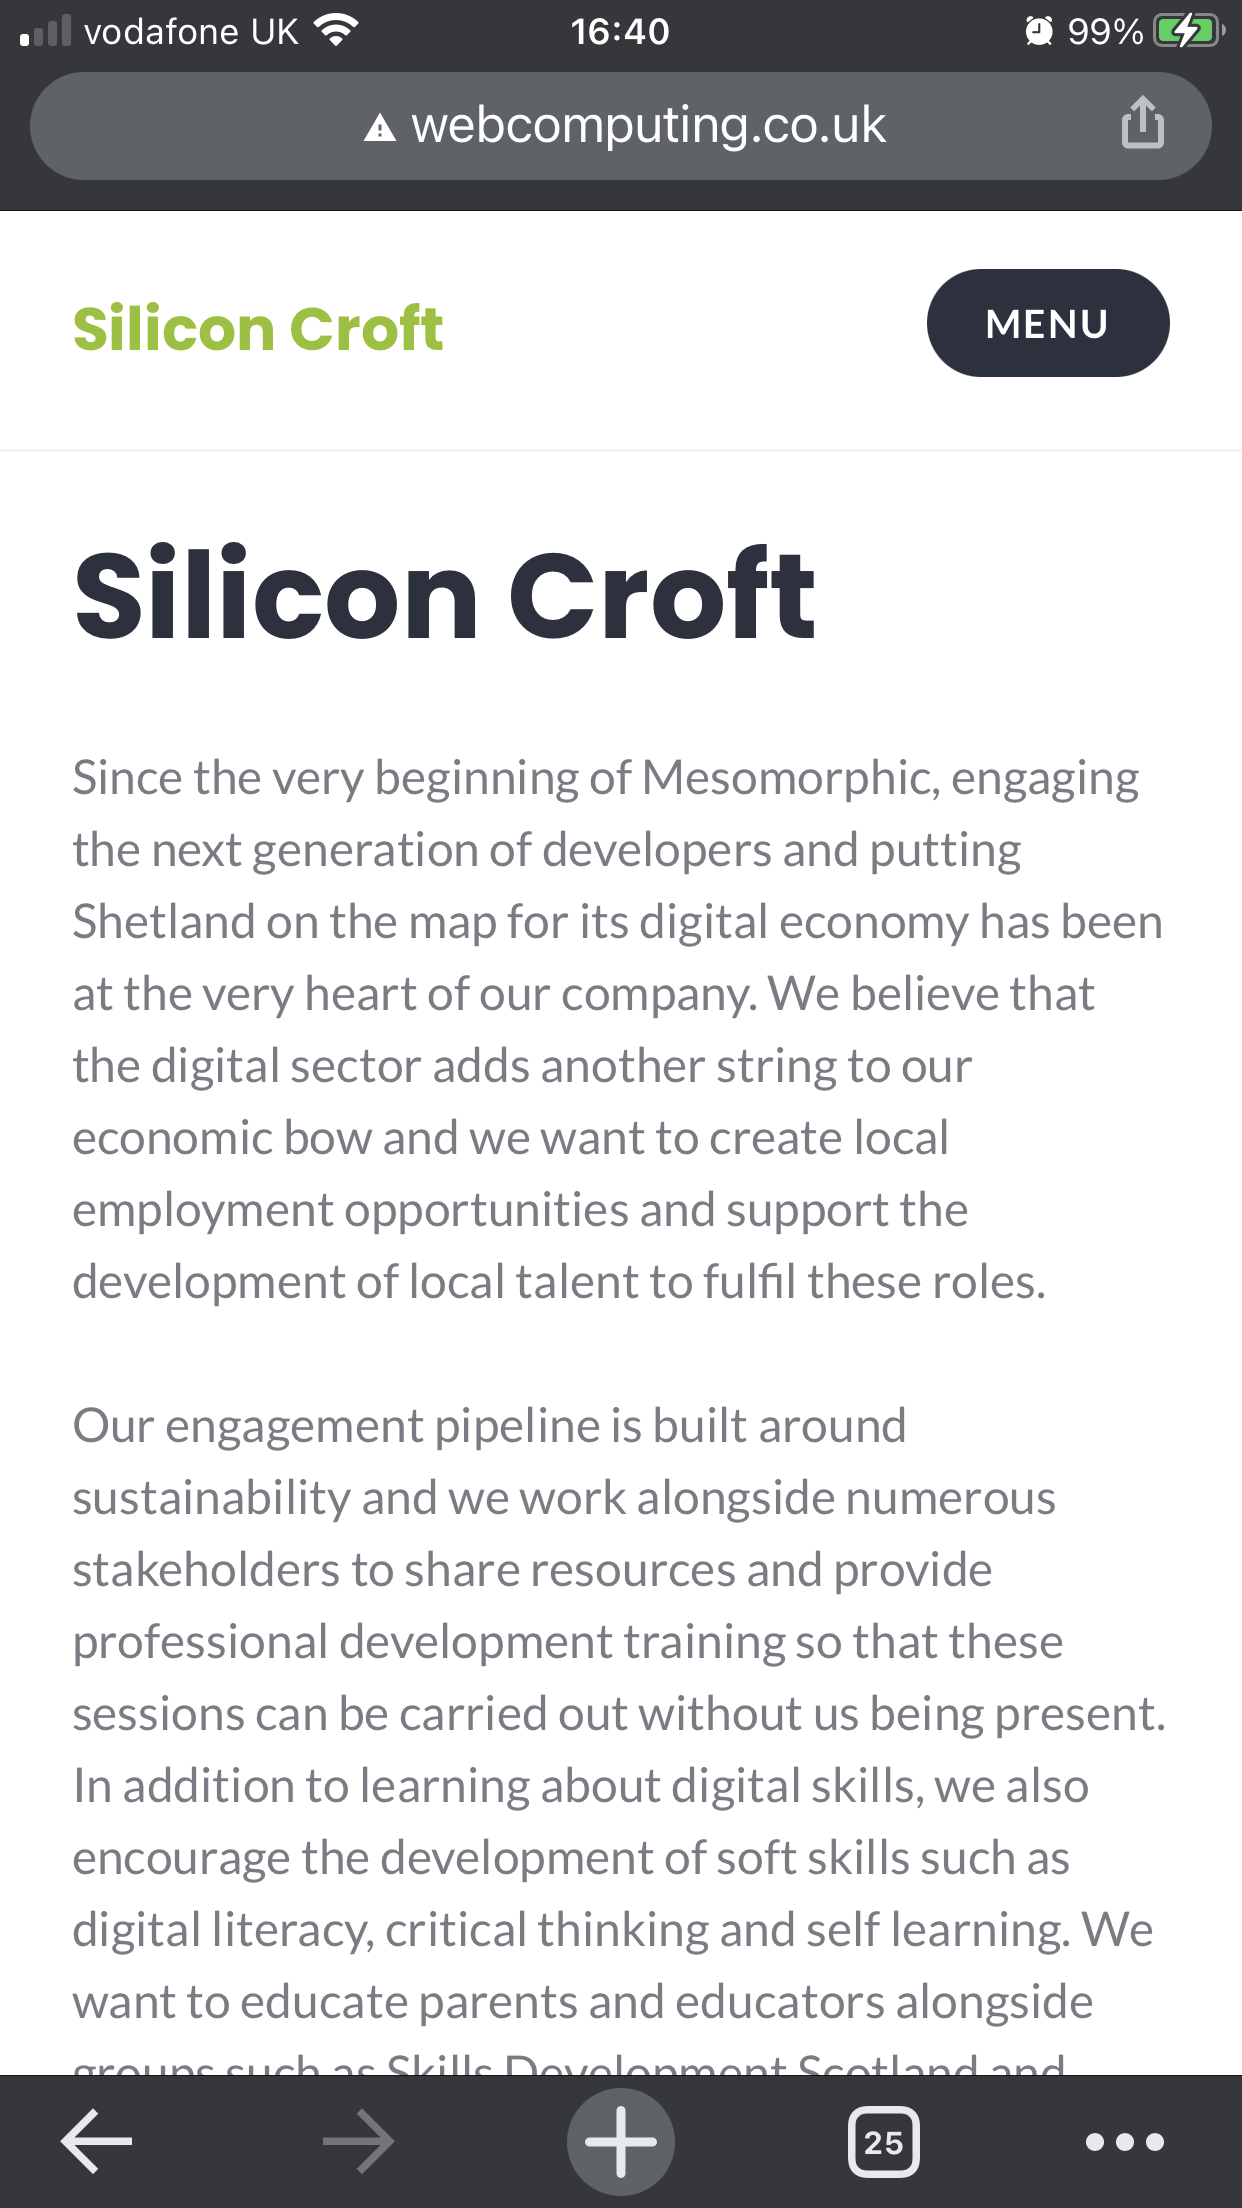 vodafone UK
16:40
99%
webcomputing.co.uk
Silicon Croft
MENU
Silicon Croft
Since the very beginning of Mesomorphic, engaging
the next generation of developers and putting
Shetland on the map for its digital economy has been
at the very heart of our company. We believe that
the digital sector adds another string to our
economic bow and we want to create local
employment opportunities and support the
development of local talent to fulfil these roles.
Our engagement pipeline is built around
sustainability and we work alongside numerous
stakeholders to share resources and provide
professional development training so that these
sessions can be carried out without us being present.
In addition to learning about digital skills, we also
encourage the development of soft skills such as
digital literacy, critical thinking and self learning. We
want to educate parents and educators alongside
groups such as Skills Development Scotland and
25